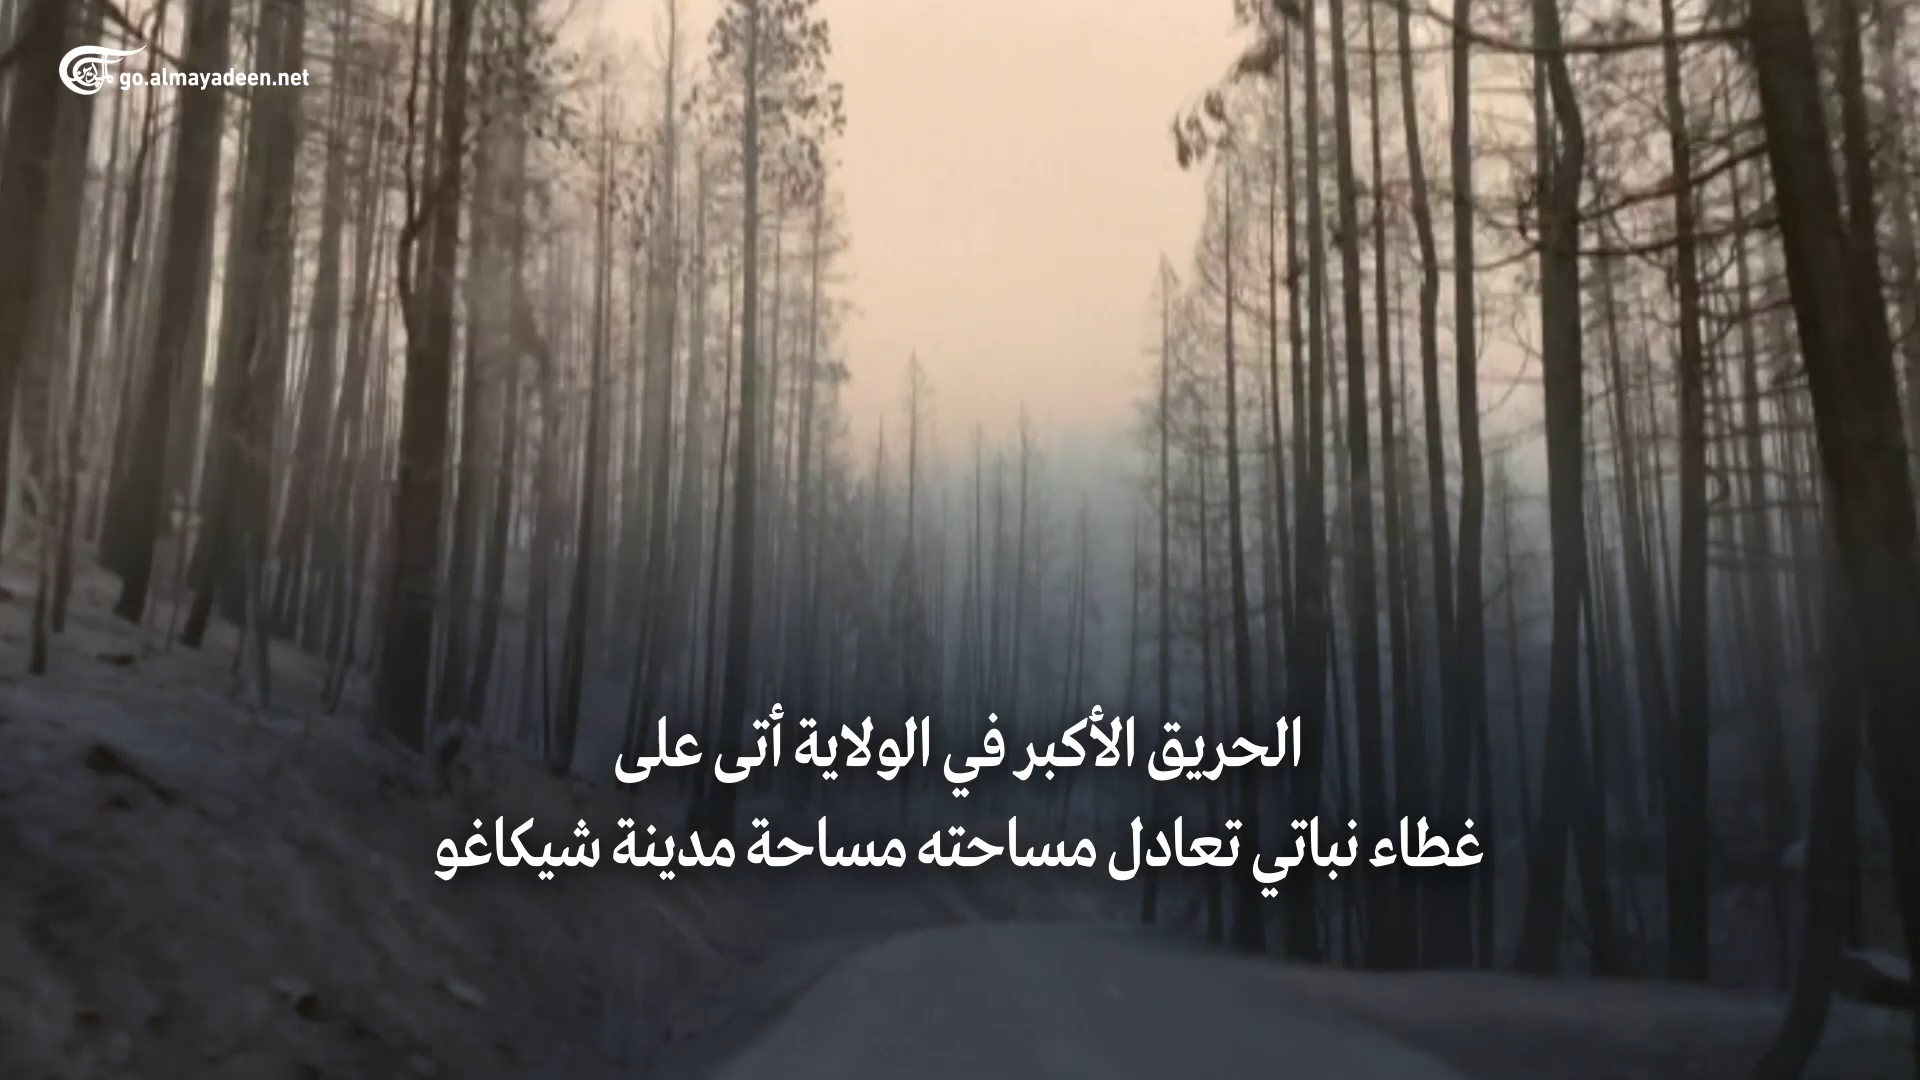 go.almayadeen.net
الحريق الأكبر في الولاية أتى على
غطاء نباتي تعادل مساحته مساحة مدينة شيكاغو